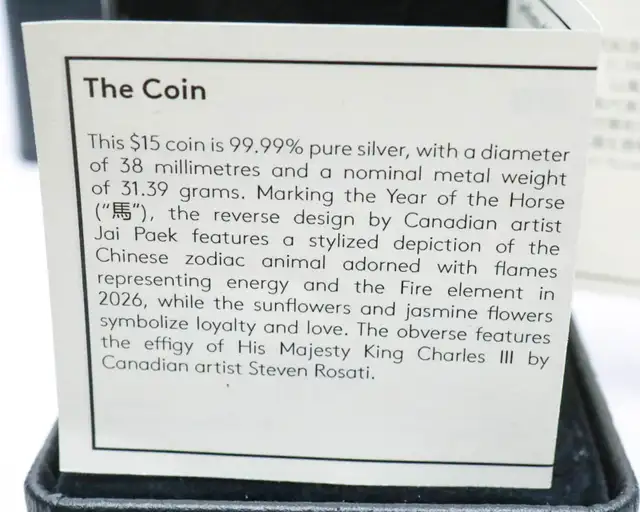 The Coin
This $15 coin is 99.99% pure silver, with a diameter
of 38 millimetres and a nominal metal weight
of 31.39 grams. Marking the Year of the Horse
("馬"), the reverse design by Canadian artist
Jai Paek features a stylized depiction of the
Chinese zodiac animal adorned with flames
representing energy and the Fire element in
2026, while the sunflowers and jasmine flowers
symbolize loyalty and love. The obverse features
the effigy of His Majesty King Charles III by
Canadian artist Steven Rosati.